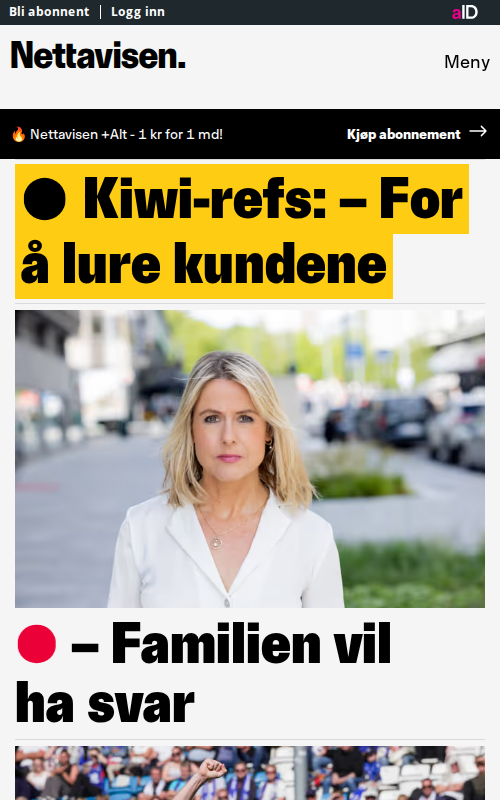 Bli abonnent | Logg inn
aID
Nettavisen.
Meny
🔥 Nettavisen +Alt - 1 kr for 1 md!
Kjøp abonnement →
● Kiwi-refs: – For
å lure kundene
– Familien vil
ha svar